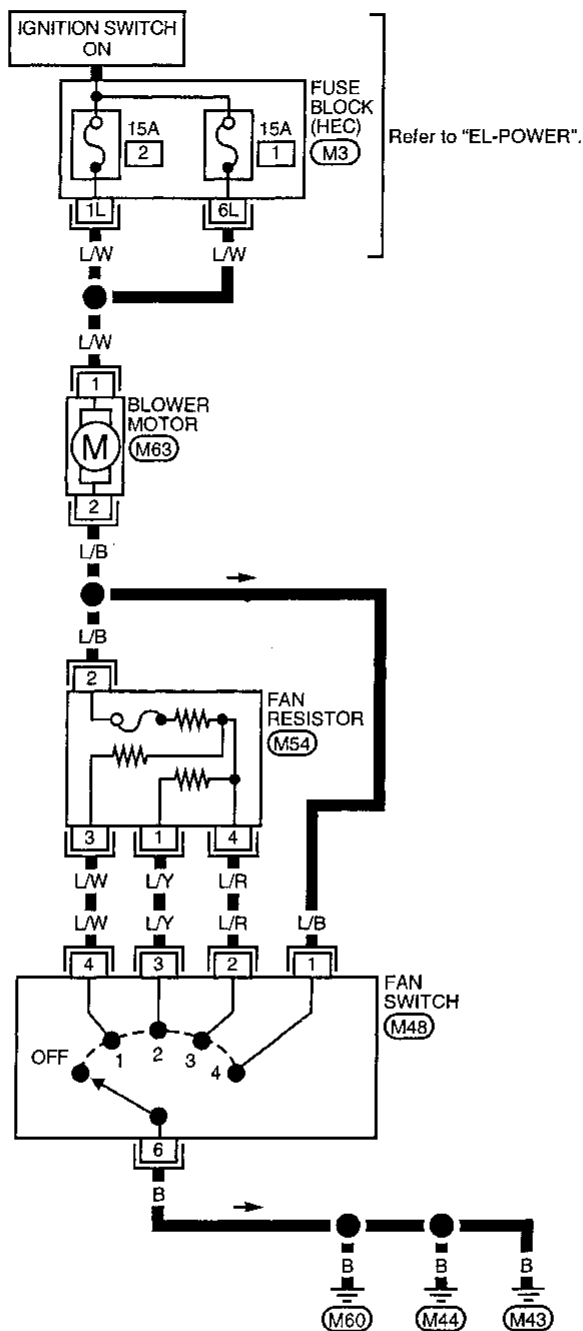 IGNITION SWITCH
ON
FUSE
BLOCK
(HEC)
M3
Refer to "EL-POWER".
15A
2
15A
1
1L
6L
L/W
L/W
L/W
1
BLOWER
MOTOR
M63
M
2
L/B
L/B
2
FAN
RESISTOR
M54
3
1
4
L/W
L/Y
L/R
L/W
L/Y
L/R
L/B
4
3
2
1
FAN
SWITCH
M48
OFF
1
2
3
4
6
B
B
B
B
M60
M44
M43